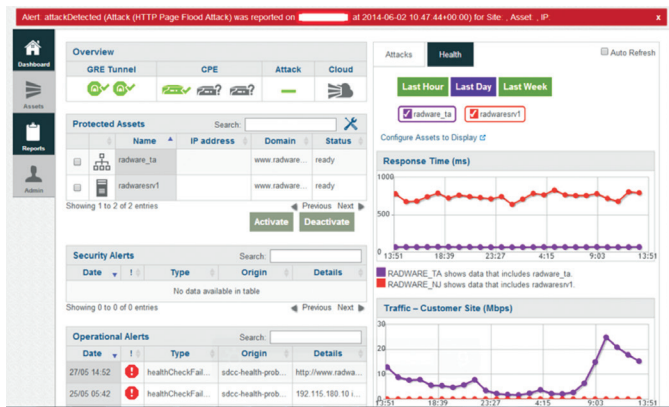 Alert: attackDetected (Attack (HTTP Page Flood Attack) was reported on at 2014-06-02 10:47:44+00:00) for Site: , Asset: , IP: x
Dashboard
Assets
Reports
Admin
Overview
GRE Tunnel CPE Attack Cloud
? ?
Protected Assets Search:
Name IP address Domain Status
radware_ta www.radware... ready
radwaresrv1 www.radware... ready
Showing 1 to 2 of 2 entries Previous Next
Activate Deactivate
Security Alerts Search:
Date ! Type Origin Details
No data available in table
Showing 0 to 0 of 0 entries Previous Next
Operational Alerts Search:
Date ! Type Origin Details
27/05 14:52 ! healthCheckFail... sdcc-health-prob... http://www.radwa...
25/05 05:42 ! healthCheckFail... sdcc-health-prob... 192.115.180.10 i...
Attacks Health Auto Refresh
Last Hour Last Day Last Week
radware_ta radwaresrv1
Configure Assets to Display
Response Time (ms)
1000
500
0
13:51 18:39 23:27 4:15 9:03 13:51
RADWARE_TA shows data that includes radware_ta.
RADWARE_NJ shows data that includes radwaresrv1.
Traffic – Customer Site (Mbps)
30
20
10
0
13:51 18:39 23:27 4:15 9:03 13:51